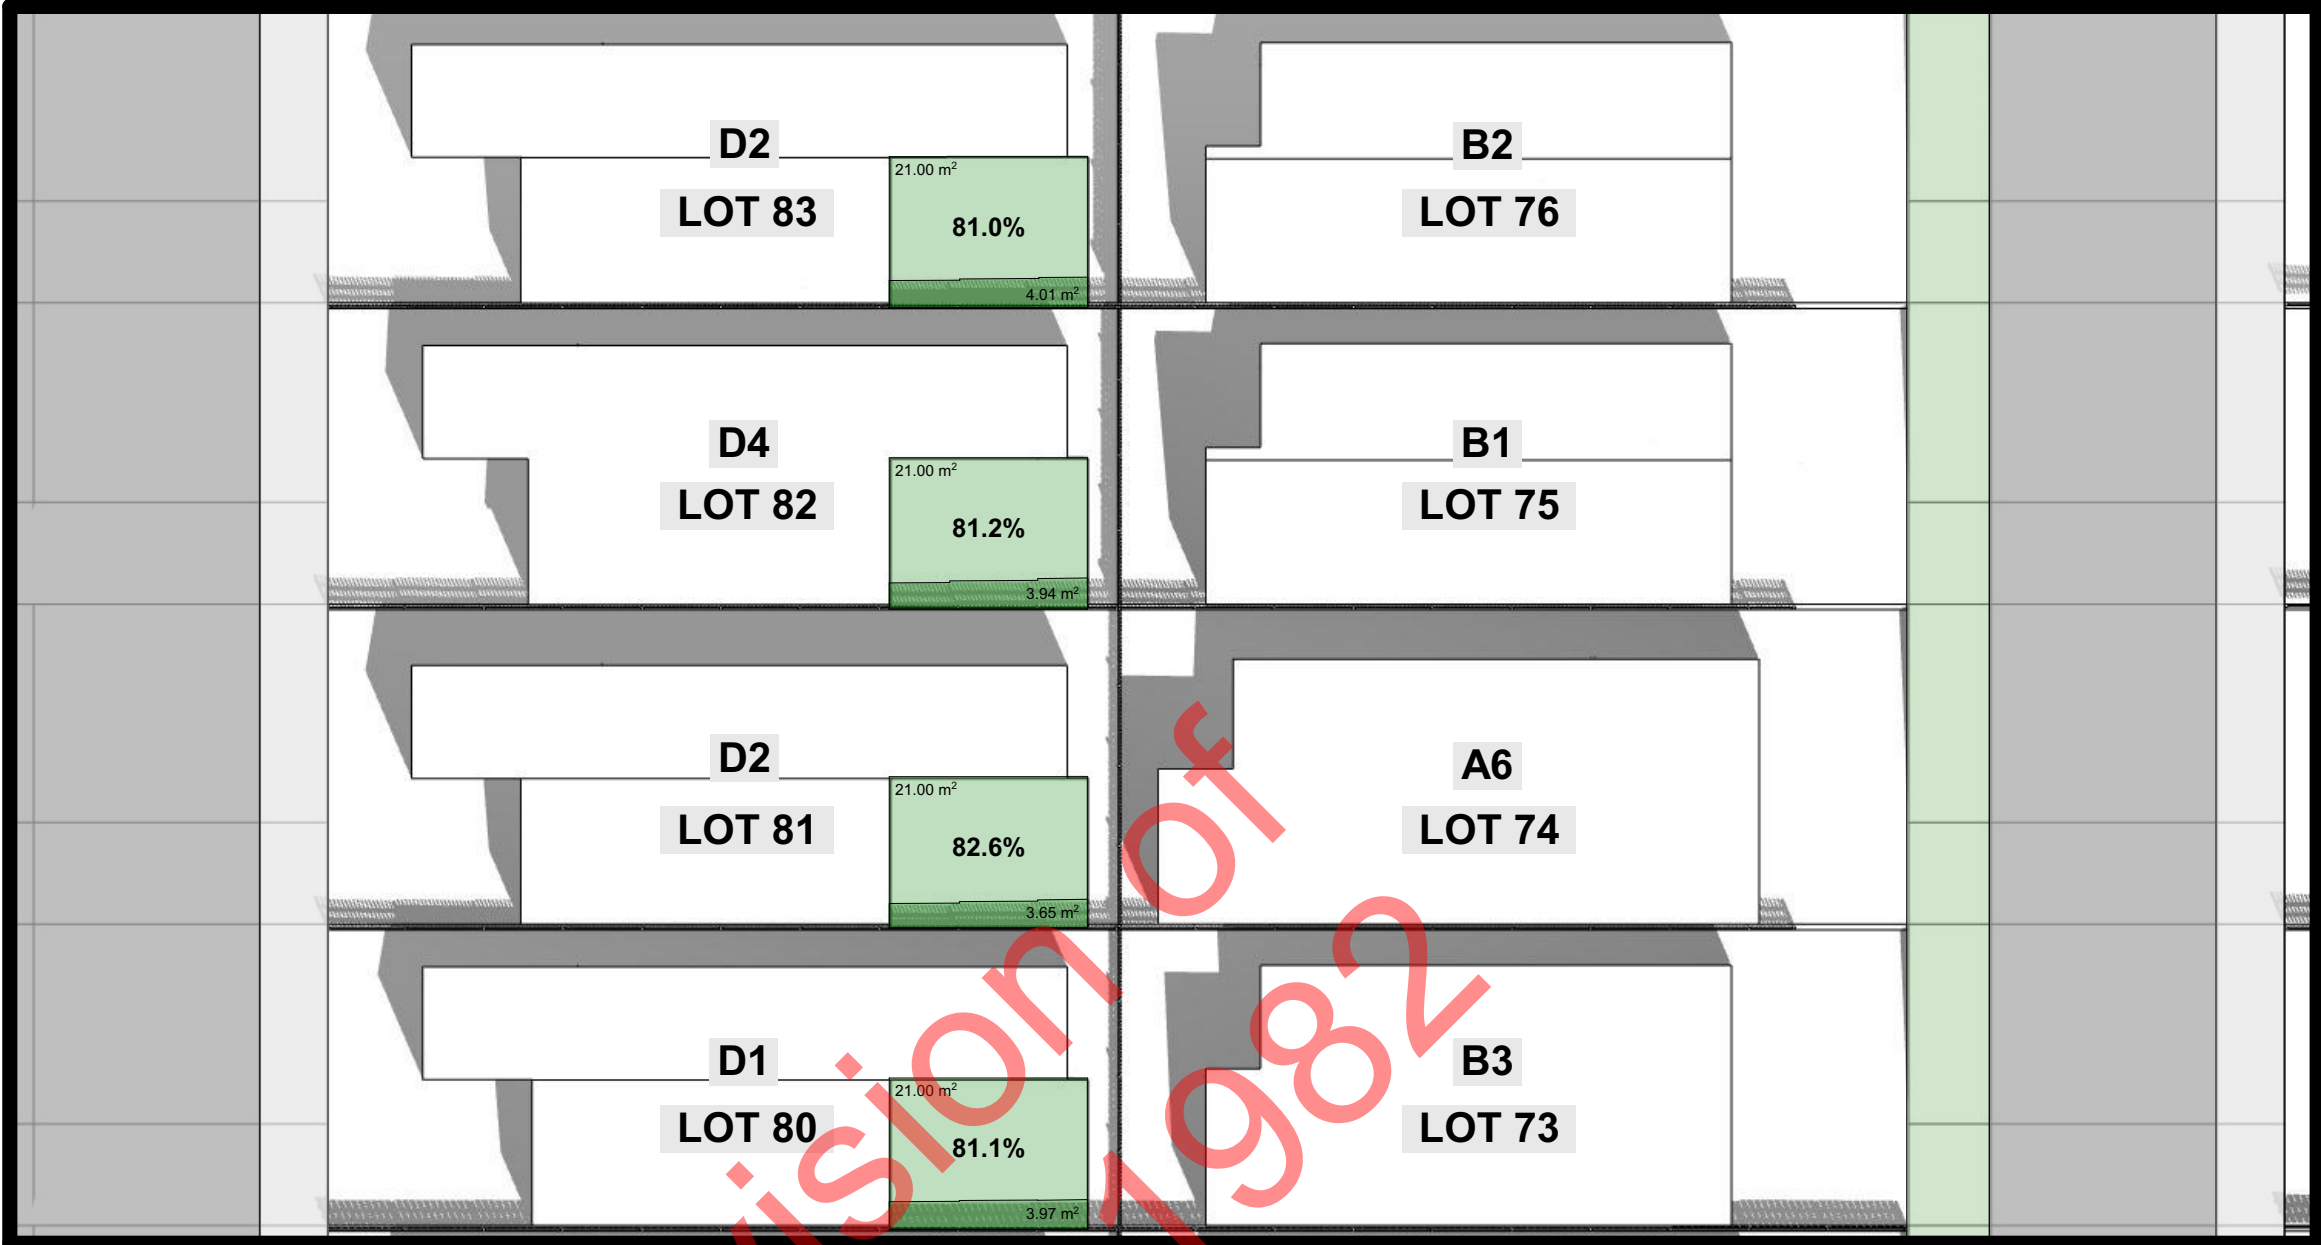 D2
LOT 83
21.00 m²
81.0%
4.01 m²
B2
LOT 76
D4
LOT 82
21.00 m²
81.2%
3.94 m²
B1
LOT 75
D2
LOT 81
21.00 m²
82.6%
3.65 m²
A6
LOT 74
D1
LOT 80
21.00 m²
81.1%
3.97 m²
B3
LOT 73
of
1982